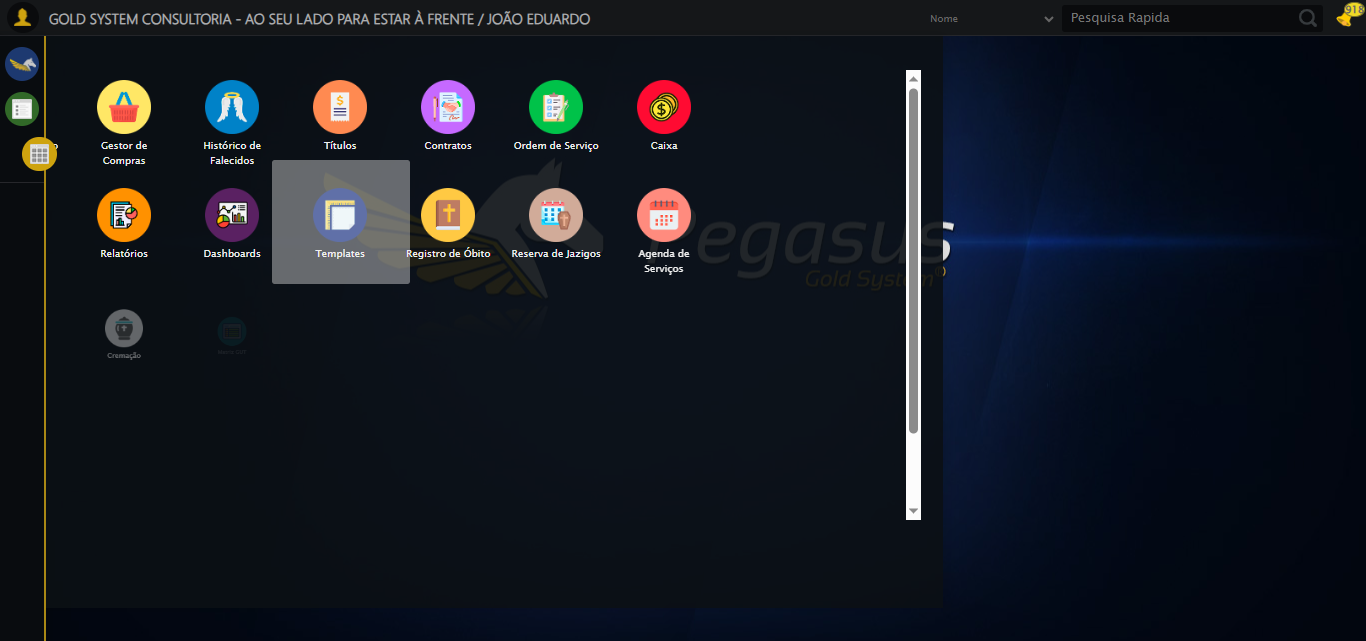 GOLD SYSTEM CONSULTORIA - AO SEU LADO PARA ESTAR À FRENTE / JOÃO EDUARDO
Nome
Pesquisa Rapida
918
Gestor de
Compras
Histórico de
Falecidos
Títulos
Contratos
Ordem de Serviço
Caixa
Relatórios
Dashboards
Templates
Registro de Óbito
Reserva de Jazigos
Agenda de
Serviços
Pegasus
Gold System®
Cremação